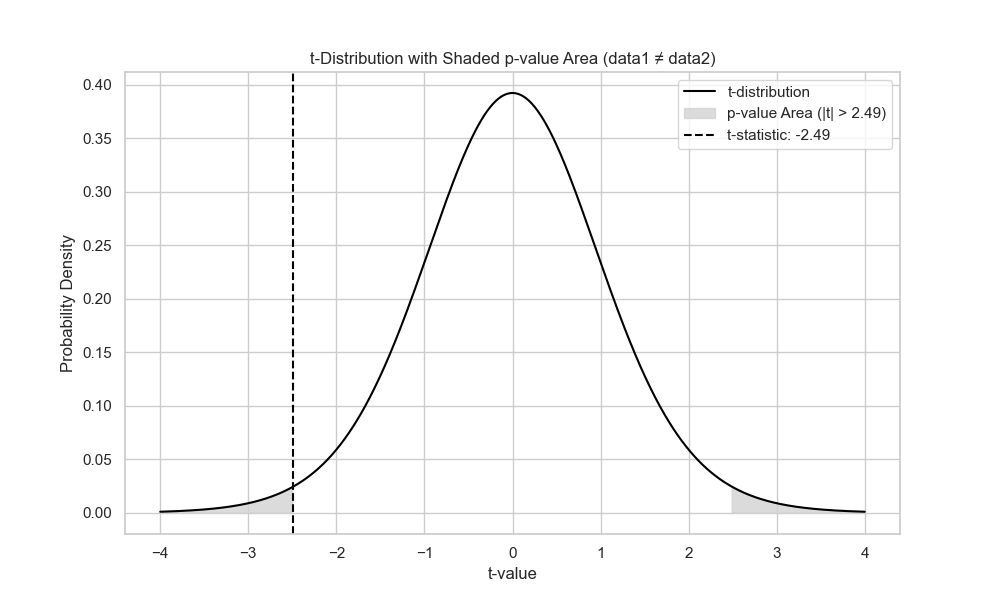 t-Distribution with Shaded p-value Area (data1 ≠ data2)
t-distribution
p-value Area (|t| > 2.49)
t-statistic: -2.49
Probability Density
0.40
0.35
0.30
0.25
0.20
0.15
0.10
0.05
0.00
−4 −3 −2 −1 0 1 2 3 4
t-value